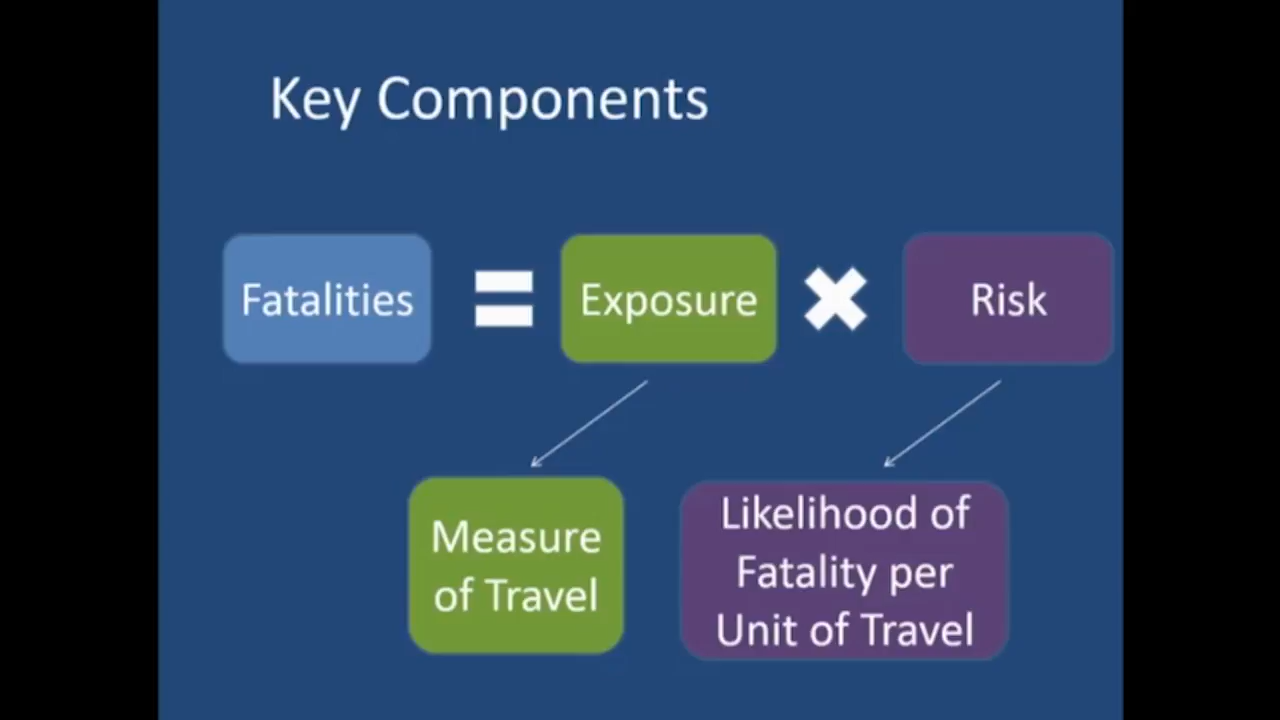 Key Components
Fatalities = Exposure ✖ Risk
Measure
of Travel
Likelihood of
Fatality per
Unit of Travel